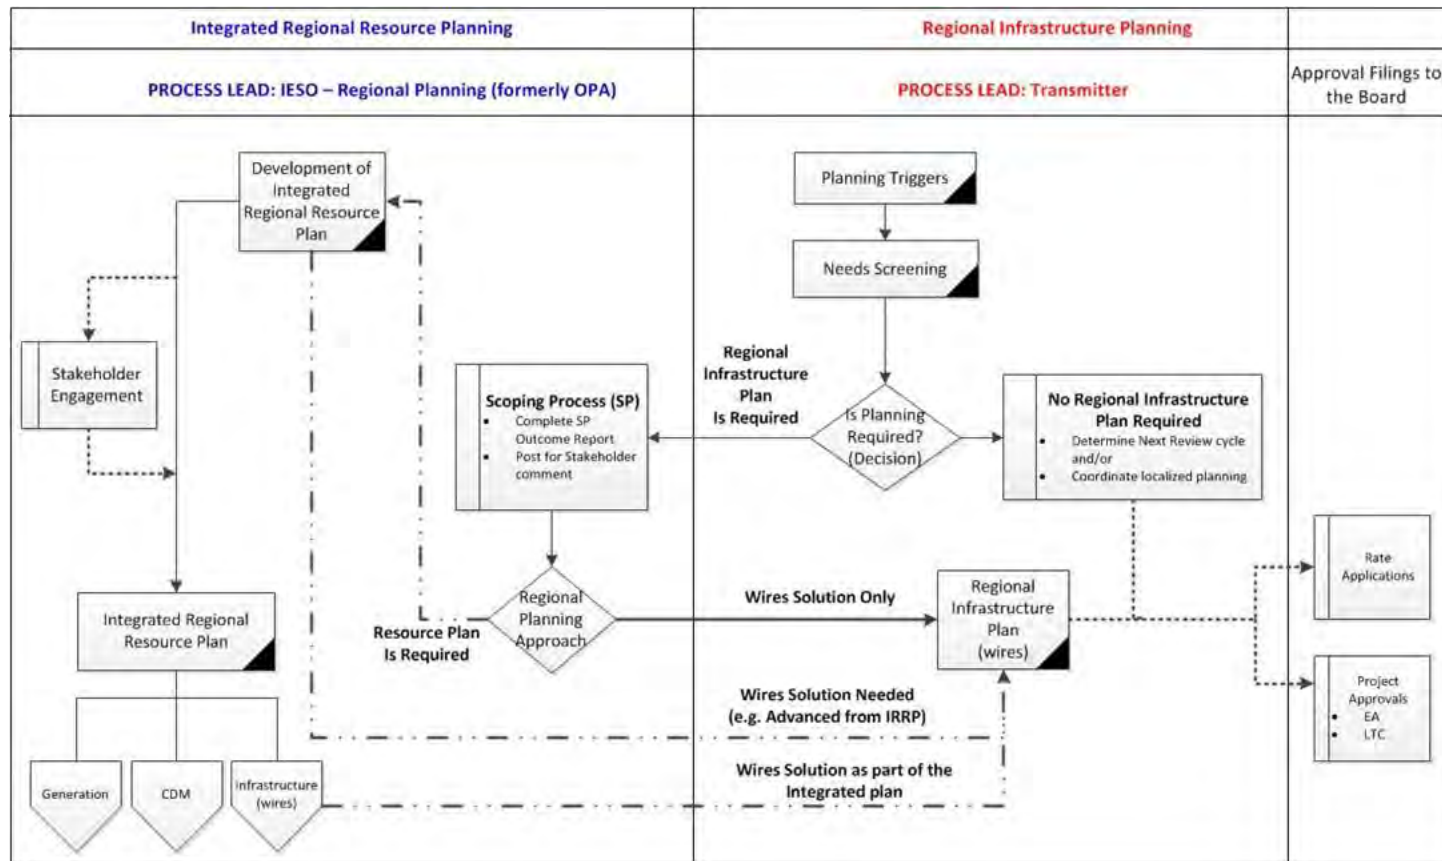 Integrated Regional Resource Planning
Regional Infrastructure Planning
PROCESS LEAD: IESO – Regional Planning (formerly OPA)
PROCESS LEAD: Transmitter
Approval Filings to
the Board
Development of
Integrated
Regional Resource
Plan
Planning Triggers
Needs Screening
Stakeholder
Engagement
Scoping Process (SP)
• Complete SP
Outcome Report
• Post for Stakeholder
comment
Regional
Infrastructure
Plan
Is Required
Is Planning
Required?
(Decision)
No Regional Infrastructure
Plan Required
• Determine Next Review cycle
and/or
• Coordinate localized planning
Integrated Regional
Resource Plan
Resource Plan
Is Required
Regional
Planning
Approach
Wires Solution Only
Regional
Infrastructure
Plan
(wires)
Rate
Applications
Wires Solution Needed
(e.g. Advanced from IRRP)
Project
Approvals
• EA
• LTC
Wires Solution as part of the
Integrated plan
Generation
CDM
Infrastructure
(wires)